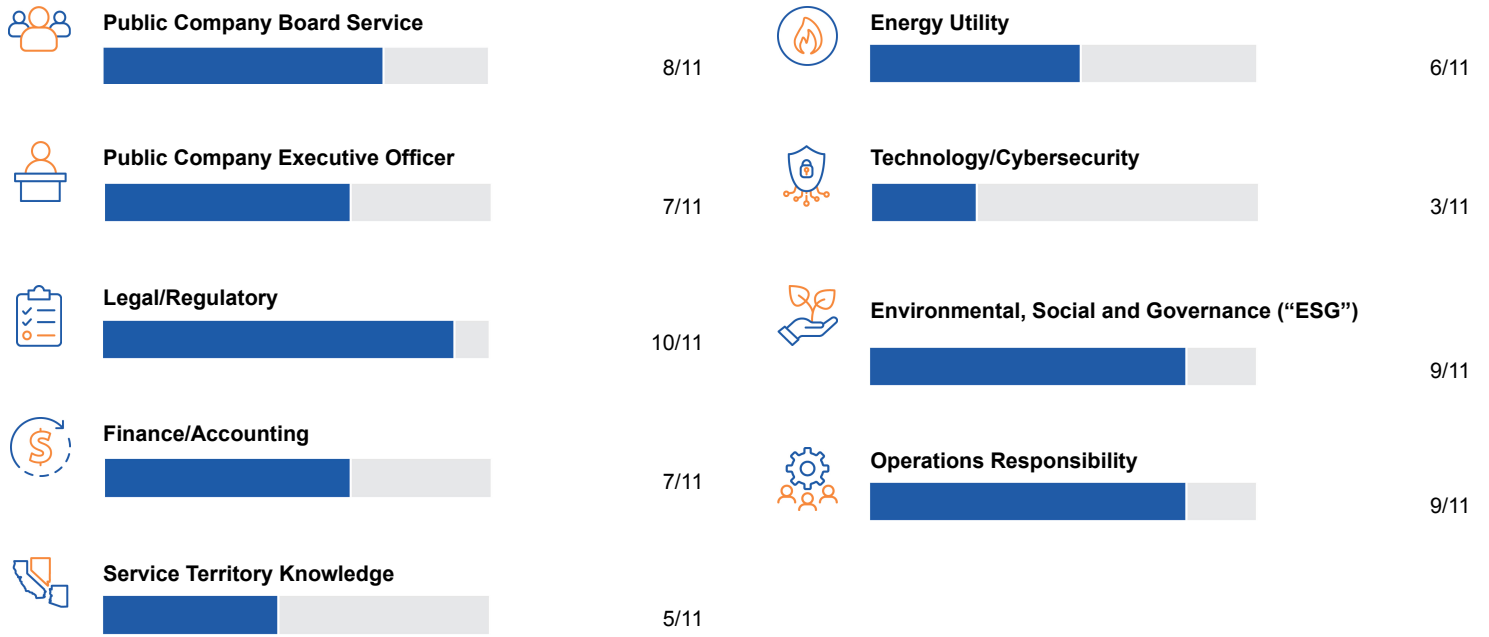 Public Company Board Service
8/11
Public Company Executive Officer
7/11
Legal/Regulatory
10/11
Finance/Accounting
7/11
Service Territory Knowledge
5/11
Energy Utility
6/11
Technology/Cybersecurity
3/11
Environmental, Social and Governance (“ESG”)
9/11
Operations Responsibility
9/11